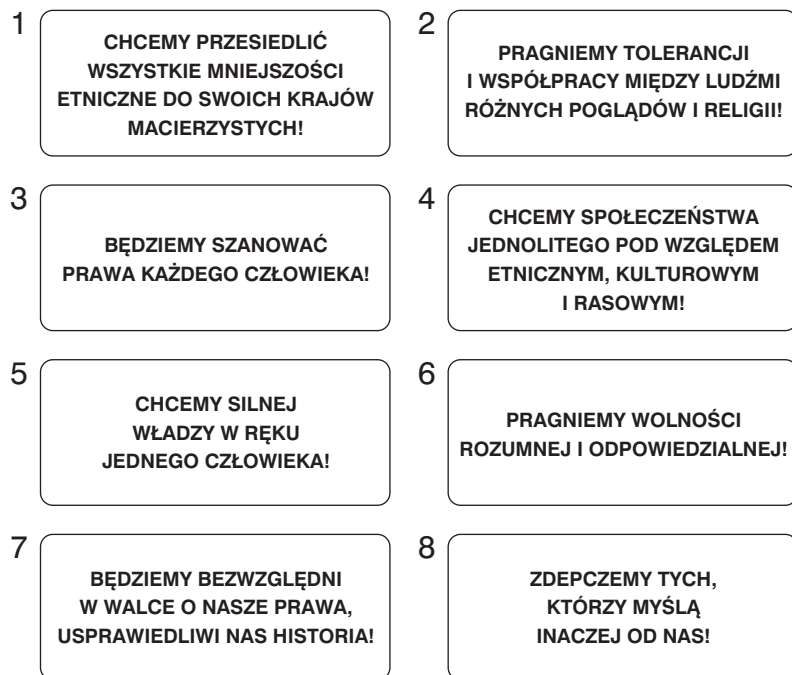 1
CHCEMY PRZESIEDLIĆ
WSZYSTKIE MNIEJSZOŚCI
ETNICZNE DO SWOICH KRAJÓW
MACIERZYSTYCH!
2
PRAGNIEMY TOLERANCJI
I WSPÓŁPRACY MIĘDZY LUDŹMI
RÓŻNYCH POGLĄDÓW I RELIGII!
3
BĘDZIEMY SZANOWAĆ
PRAWA KAŻDEGO CZŁOWIEKA!
4
CHCEMY SPOŁECZEŃSTWA
JEDNOLITEGO POD WZGLĘDEM
ETNICZNYM, KULTUROWYM
I RASOWYM!
5
CHCEMY SILNEJ
WŁADZY W RĘKU
JEDNEGO CZŁOWIEKA!
6
PRAGNIEMY WOLNOŚCI
ROZUMNEJ I ODPOWIEDZIALNEJ!
7
BĘDZIEMY BEZWZGLĘDNI
W WALCE O NASZE PRAWA,
USPRAWIEDLIWI NAS HISTORIA!
8
ZDEPCZEMY TYCH,
KTÓRZY MYŚLĄ
INACZEJ OD NAS!